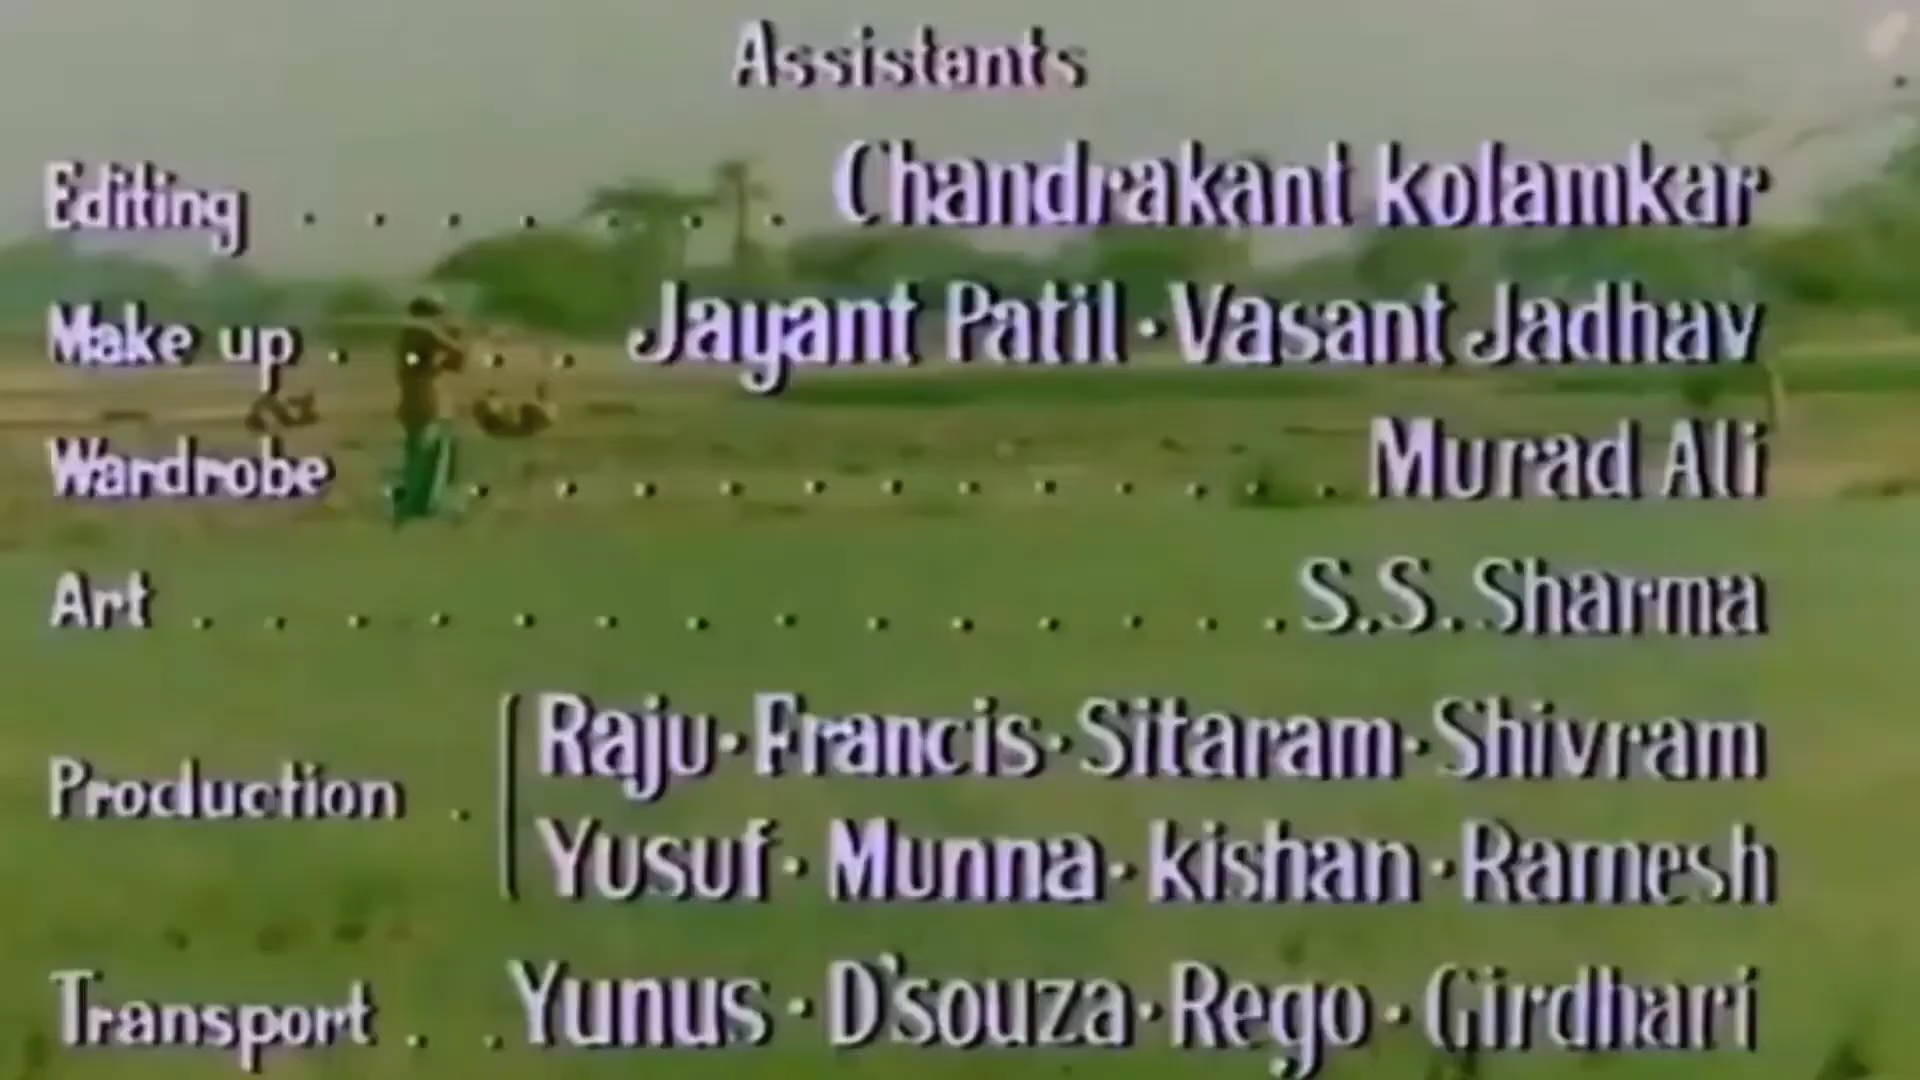 Assistants
Editing . . . . . . . Chandrakant kolamkar
Make up . . . . Jayant Patil · Vasant Jadhav
Wardrobe . . . . . . . . . . . . . Murad Ali
Art . . . . . . . . . . . . . . S.S. Sharma
Production . Raju · Francis · Sitaram · Shivram
Yusuf · Munna · kishan · Ramesh
Transport . . Yunus · D'souza · Rego · Girdhari